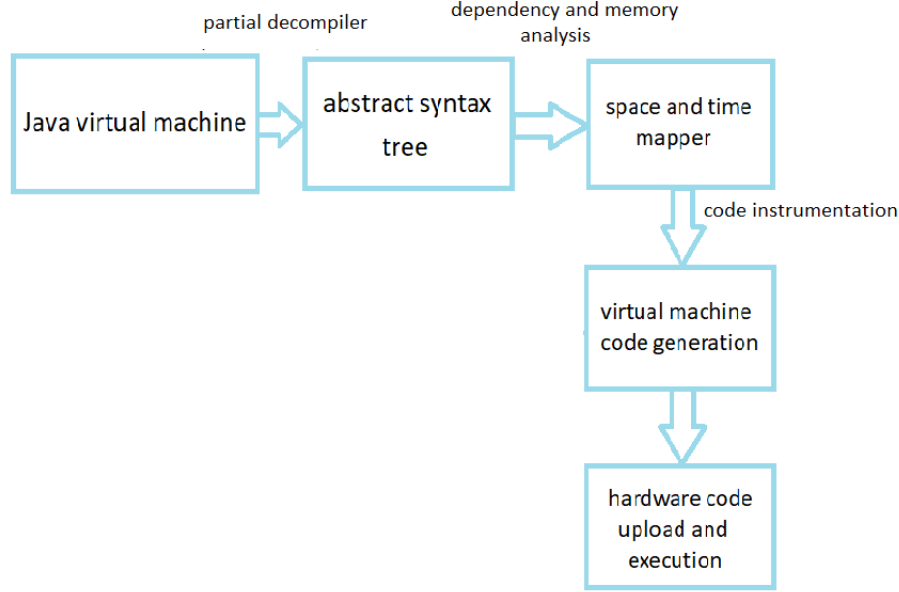 partial decompiler
dependency and memory
analysis
Java virtual machine
abstract syntax
tree
space and time
mapper
code instrumentation
virtual machine
code generation
hardware code
upload and
execution